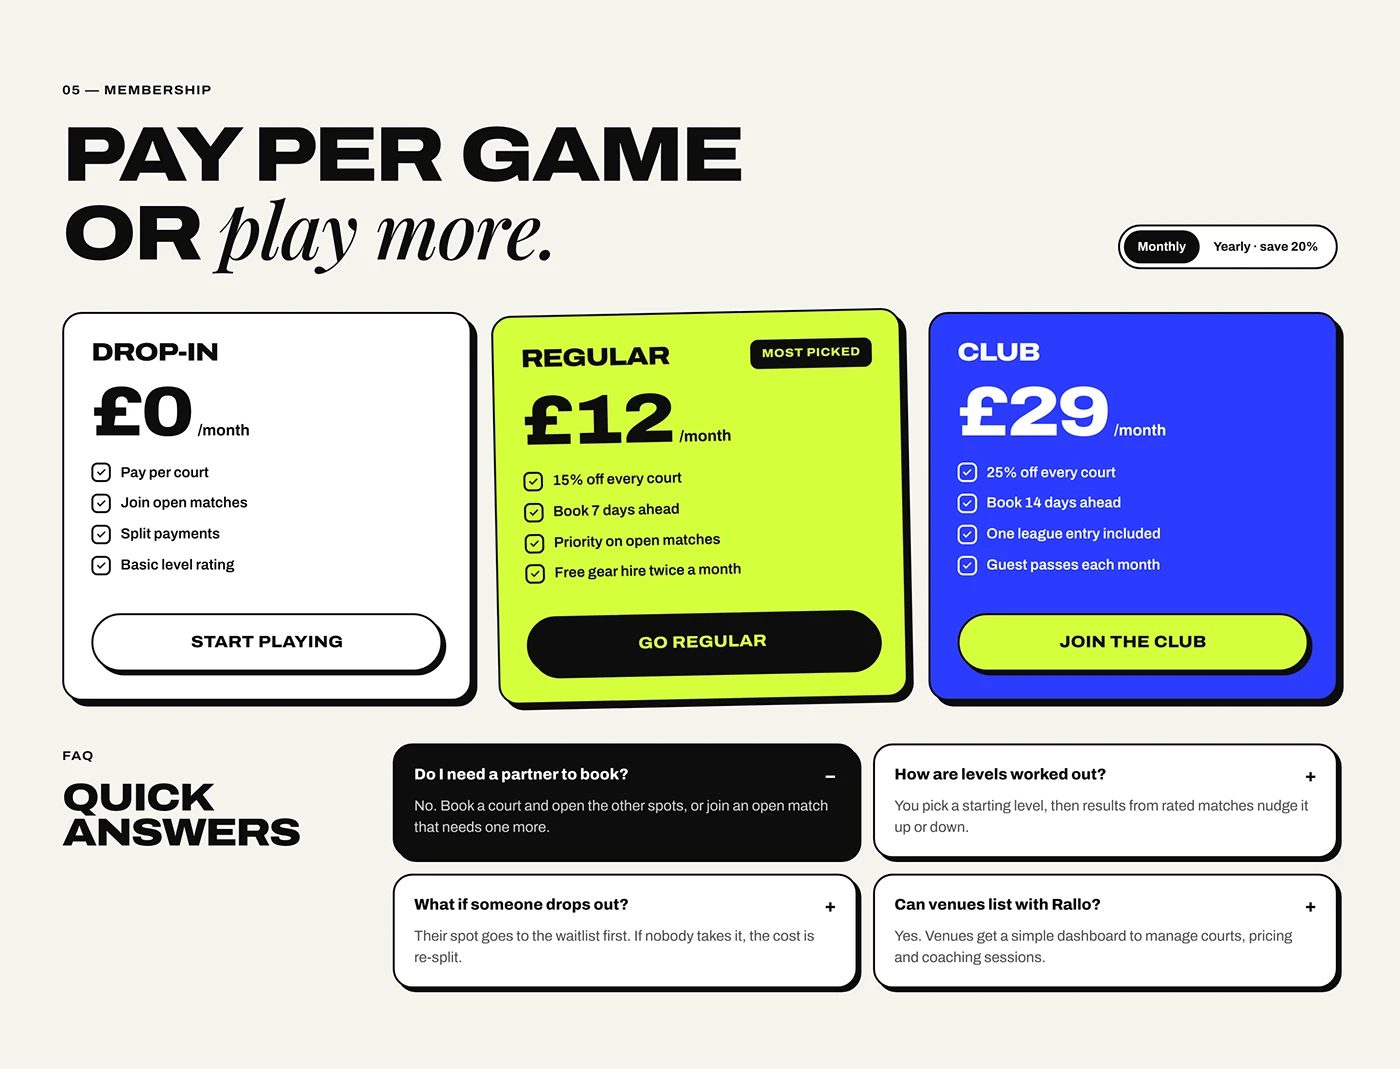 05 — MEMBERSHIP
PAY PER GAME
OR play more.
Monthly
Yearly · save 20%
DROP-IN
£0 /month
Pay per court
Join open matches
Split payments
Basic level rating
START PLAYING
REGULAR
MOST PICKED
£12 /month
15% off every court
Book 7 days ahead
Priority on open matches
Free gear hire twice a month
GO REGULAR
CLUB
£29 /month
25% off every court
Book 14 days ahead
One league entry included
Guest passes each month
JOIN THE CLUB
FAQ
QUICK
ANSWERS
Do I need a partner to book? –
No. Book a court and open the other spots, or join an open match
that needs one more.
How are levels worked out? +
You pick a starting level, then results from rated matches nudge it
up or down.
What if someone drops out? +
Their spot goes to the waitlist first. If nobody takes it, the cost is
re-split.
Can venues list with Rallo? +
Yes. Venues get a simple dashboard to manage courts, pricing
and coaching sessions.